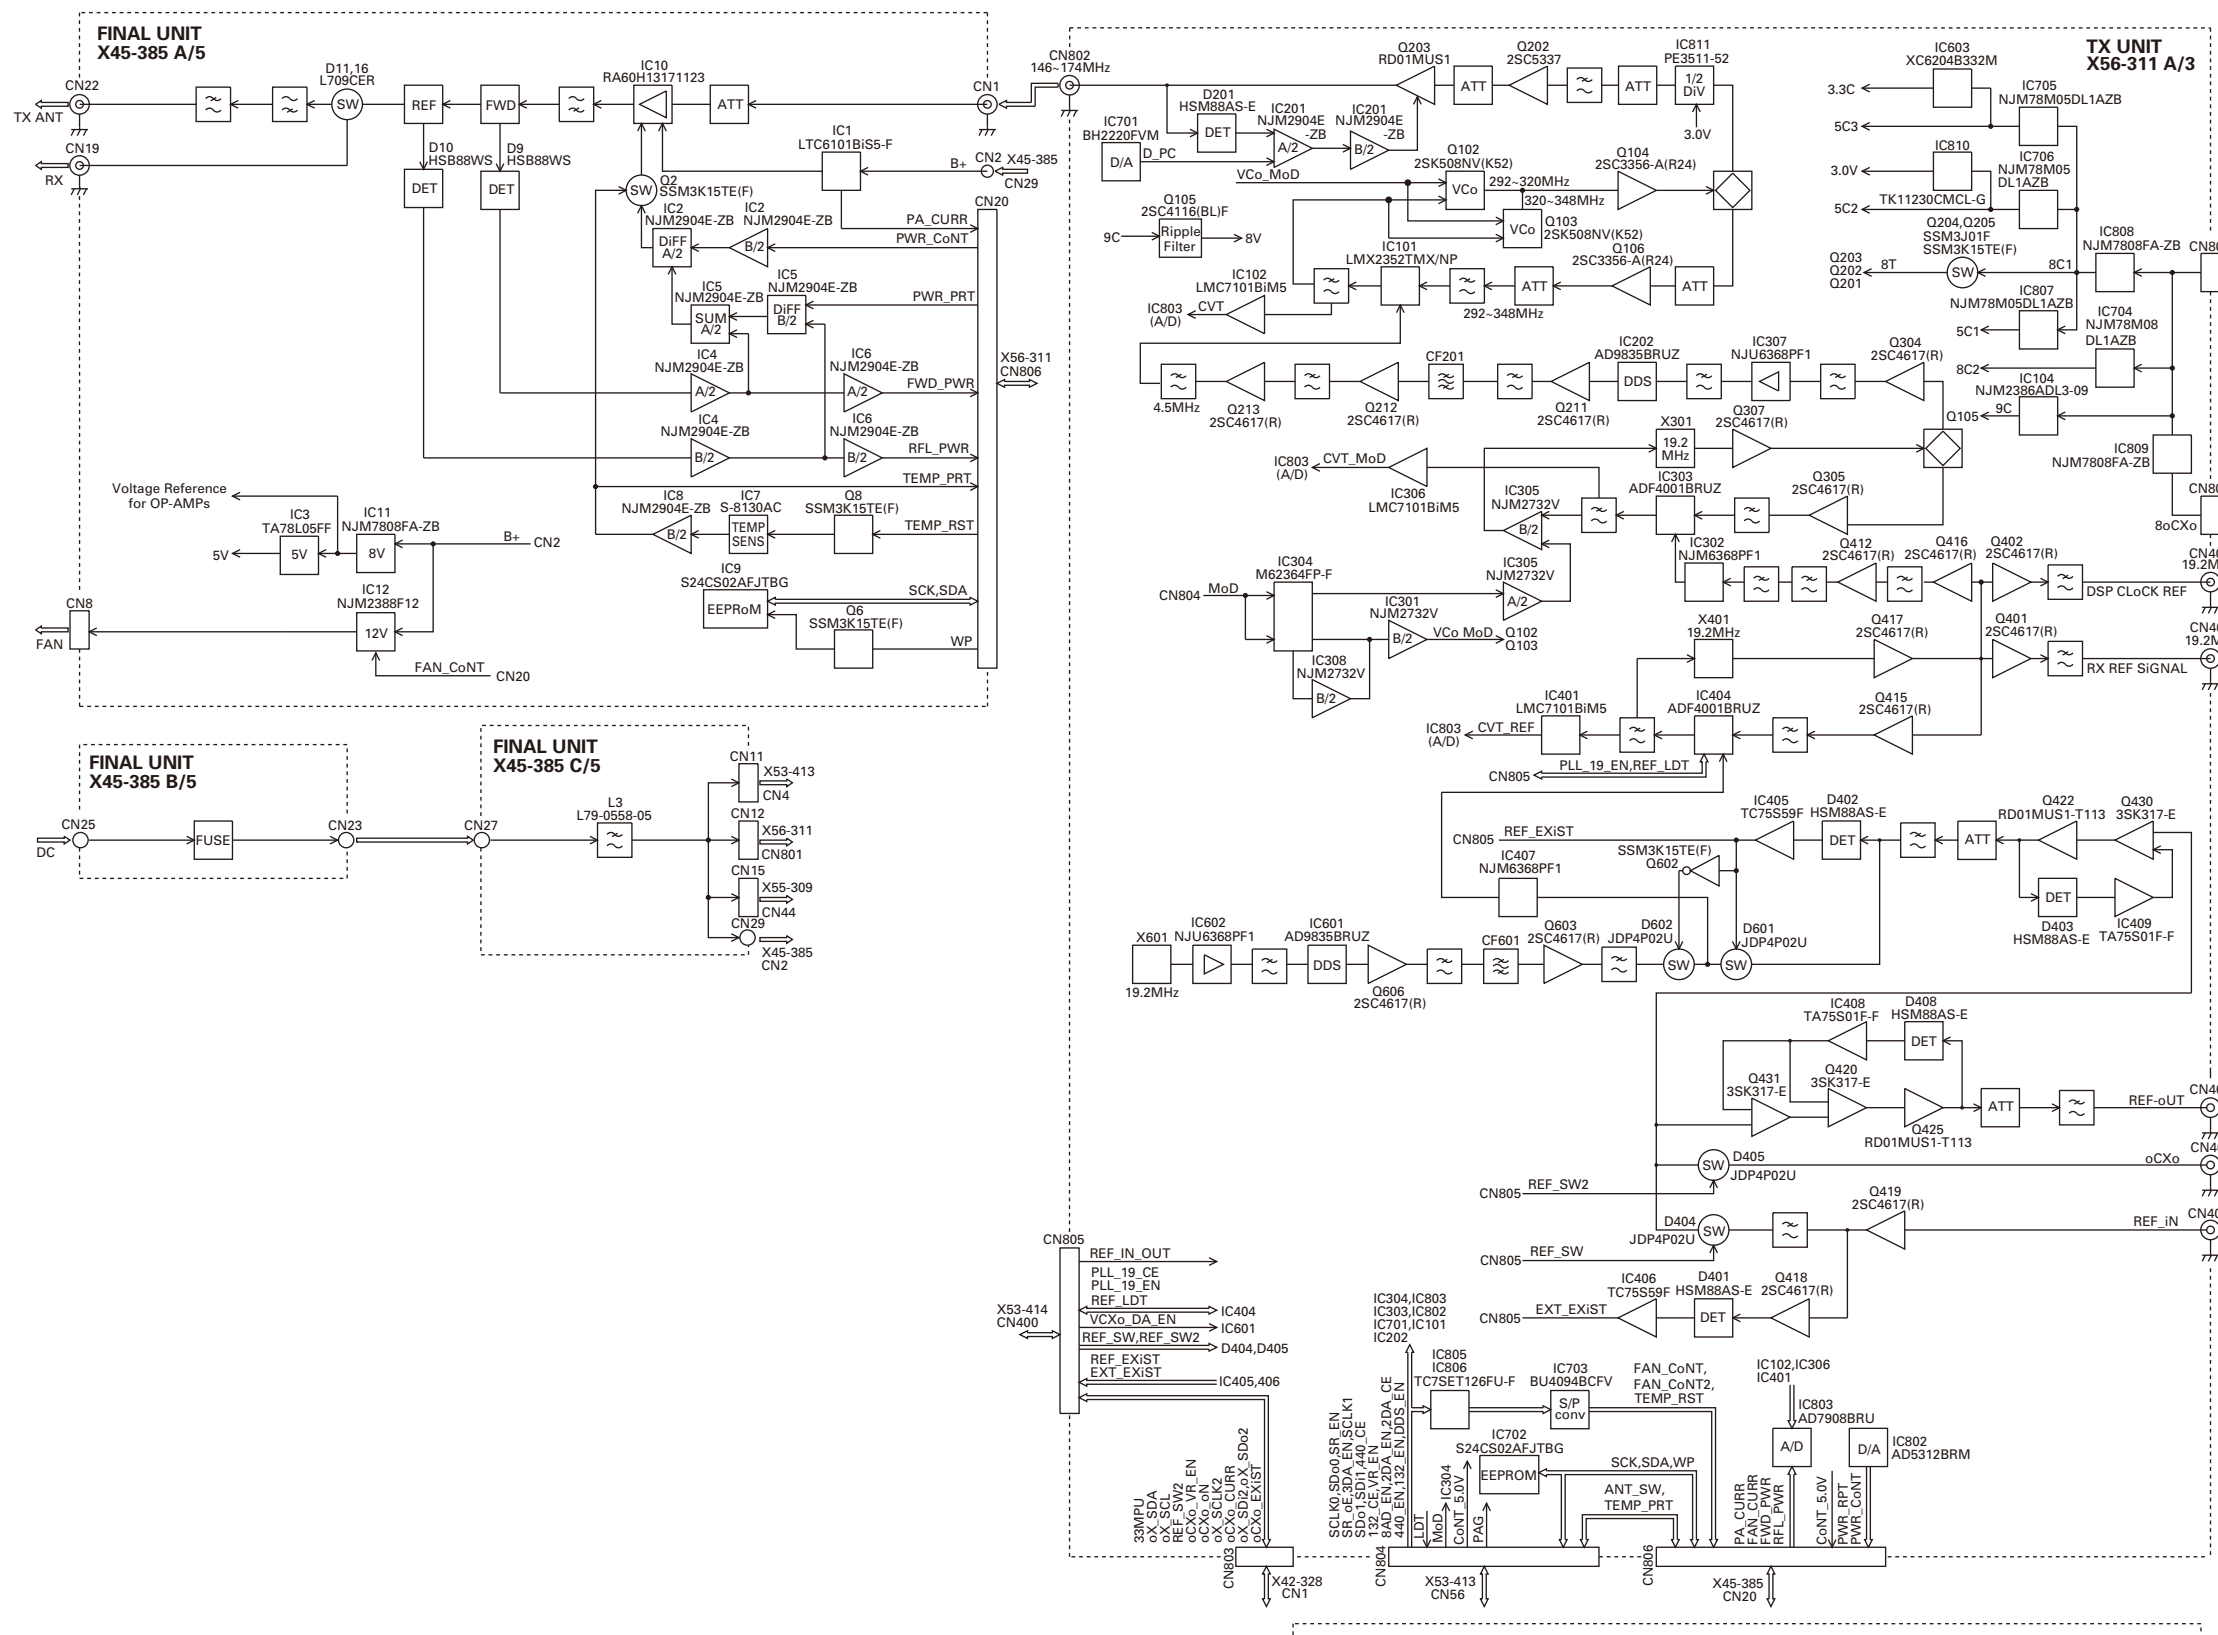 FINAL UNIT
X45-385 A/5
CN22
TX ANT
CN19
RX
D11,16
L709CER
SW
REF
FWD
IC10
RA60H13171123
ATT
CN1
D10
HSB88WS
DET
D9
HSB88WS
DET
IC1
LTC6101BiS5-F
B+
CN2
X45-385
CN29
CN20
SW
Q2
SSM3K15TE(F)
IC2
NJM2904E-ZB
DiFF
A/2
IC2
NJM2904E-ZB
B/2
PA_CURR
PWR_CoNT
IC5
NJM2904E-ZB
SUM
A/2
IC5
NJM2904E-ZB
DiFF
B/2
PWR_PRT
IC4
NJM2904E-ZB
A/2
IC6
NJM2904E-ZB
A/2
FWD_PWR
X56-311
CN806
IC4
NJM2904E-ZB
B/2
IC6
NJM2904E-ZB
B/2
RFL_PWR
TEMP_PRT
IC8
NJM2904E-ZB
B/2
IC7
S-8130AC
TEMP
SENS
Q8
SSM3K15TE(F)
TEMP_RST
Voltage Reference
for OP-AMPs
IC3
TA78L05FF
5V
5V
IC11
NJM7808FA-ZB
8V
B+
CN2
IC9
S24CS02AFJTBG
EEPRoM
SCK,SDA
Q6
SSM3K15TE(F)
WP
CN8
FAN
IC12
NJM2388F12
12V
FAN_CoNT
CN20
FINAL UNIT
X45-385 B/5
CN25
DC
FUSE
CN23
FINAL UNIT
X45-385 C/5
CN27
L3
L79-0558-05
CN11
X53-413
CN4
CN12
X56-311
CN801
CN15
X55-309
CN44
CN29
X45-385
CN2
TX UNIT
X56-311 A/3
CN802
146~174MHz
Q203
RD01MUS1
ATT
Q202
2SC5337
ATT
IC811
PE3511-52
1/2
DiV
3.0V
D201
HSM88AS-E
DET
IC201
NJM2904E
-ZB
A/2
IC201
NJM2904E
-ZB
B/2
IC701
BH2220FVM
D/A
D_PC
VCo_MoD
Q102
2SK508NV(K52)
VCo
292~320MHz
320~348MHz
Q104
2SC3356-A(R24)
Q103
2SK508NV(K52)
VCo
Q105
2SC4116(BL)F
9C
Ripple
Filter
8V
IC101
LMX2352TMX/NP
Q106
2SC3356-A(R24)
ATT
ATT
292~348MHz
IC102
LMC7101BiM5
IC803
(A/D)
CVT
IC603
XC6204B332M
3.3C
IC705
NJM78M05DL1AZB
5C3
IC810
3.0V
TK11230CMCL-G
IC706
NJM78M05
DL1AZB
5C2
Q204,Q205
SSM3J01F
SSM3K15TE(F)
Q203
Q202
Q201
8T
SW
8C1
IC808
NJM7808FA-ZB
IC807
NJM78M05DL1AZB
5C1
IC704
NJM78M08
DL1AZB
8C2
IC104
NJM2386ADL3-09
Q105
9C
IC809
NJM7808FA-ZB
8oCXo
4.5MHz
Q213
2SC4617(R)
Q212
2SC4617(R)
CF201
Q211
2SC4617(R)
IC202
AD9835BRUZ
DDS
IC307
NJU6368PF1
Q304
2SC4617(R)
X301
19.2
MHz
Q307
2SC4617(R)
IC803
(A/D)
CVT_MoD
IC306
LMC7101BiM5
IC305
NJM2732V
B/2
IC303
ADF4001BRUZ
Q305
2SC4617(R)
CN804
MoD
IC304
M62364FP-F
IC305
NJM2732V
A/2
IC301
NJM2732V
B/2
VCo MoD
Q102
Q103
IC308
NJM2732V
B/2
IC302
NJM6368PF1
Q412
2SC4617(R)
Q416
2SC4617(R)
Q402
2SC4617(R)
DSP CLoCK REF
X401
19.2MHz
Q417
2SC4617(R)
Q401
2SC4617(R)
RX REF SiGNAL
IC803
(A/D)
CVT_REF
IC401
LMC7101BiM5
IC404
ADF4001BRUZ
Q415
2SC4617(R)
CN805
PLL_19_EN,REF_LDT
CN805
REF_EXiST
IC405
TC75S59F
D402
HSM88AS-E
DET
ATT
Q422
RD01MUS1-T113
Q430
3SK317-E
SSM3K15TE(F)
Q602
IC407
NJM6368PF1
DET
D403
HSM88AS-E
IC409
TA75S01F-F
X601
19.2MHz
IC602
NJU6368PF1
IC601
AD9835BRUZ
DDS
Q606
2SC4617(R)
CF601
Q603
2SC4617(R)
D602
JDP4P02U
SW
D601
JDP4P02U
SW
IC408
TA75S01F-F
D408
HSM88AS-E
DET
Q431
3SK317-E
Q420
3SK317-E
Q425
RD01MUS1-T113
ATT
REF-oUT
SW
D405
JDP4P02U
oCXo
CN805
REF_SW2
D404
JDP4P02U
SW
Q419
2SC4617(R)
REF_iN
CN805
REF_SW
CN805
EXT_EXiST
IC406
TC75S59F
D401
HSM88AS-E
DET
Q418
2SC4617(R)
CN805
X53-414
CN400
REF_IN_OUT
PLL_19_CE
PLL_19_EN
REF_LDT
IC404
VCXo_DA_EN
IC601
REF_SW,REF_SW2
D404,D405
REF_EXiST
EXT_EXiST
IC405,406
33MPU
oX_SDA
oX_SCL
REF_SW2
oCXo_VR_EN
oCXo_oN
oX_SCLK2
oCXo_CURR
oX_SDi2,oX_SDo2
oCXo_EXiST
CN803
X42-328
CN1
IC304,IC803
IC303,IC802
IC701,IC101
IC202
SCLK0,SDo0,SR_EN
SR_oE,3DA_EN,SCLK1
SDo1,SDi1,440_CE
132_CE,VR_EN
8AD_EN,2DA_EN,2DA_CE
440_EN,132_EN,DDS_EN
LDT
MoD
IC304
CoNT_5.0V
PAG
IC805
IC806
TC7SET126FU-F
IC703
BU4094BCFV
S/P
conv
FAN_CoNT,
FAN_CoNT2,
TEMP_RST
IC702
S24CS02AFJTBG
EEPROM
SCK,SDA,WP
ANT_SW,
TEMP_PRT
CN804
X53-413
CN56
IC102,IC306
IC401
IC803
AD7908BRU
A/D
D/A
IC802
AD5312BRM
PA_CURR
FAN_CURR
FWD_PWR
RFL_PWR
CoNT_5.0V
PWR_RPT
PWR_CoNT
CN806
X45-385
CN20